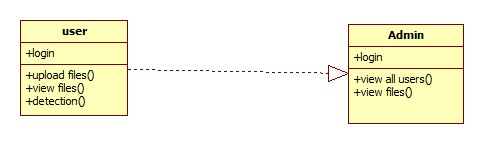 user
+login
+upload files()
+view files()
+detection()
Admin
+login
+view all users()
+view files()